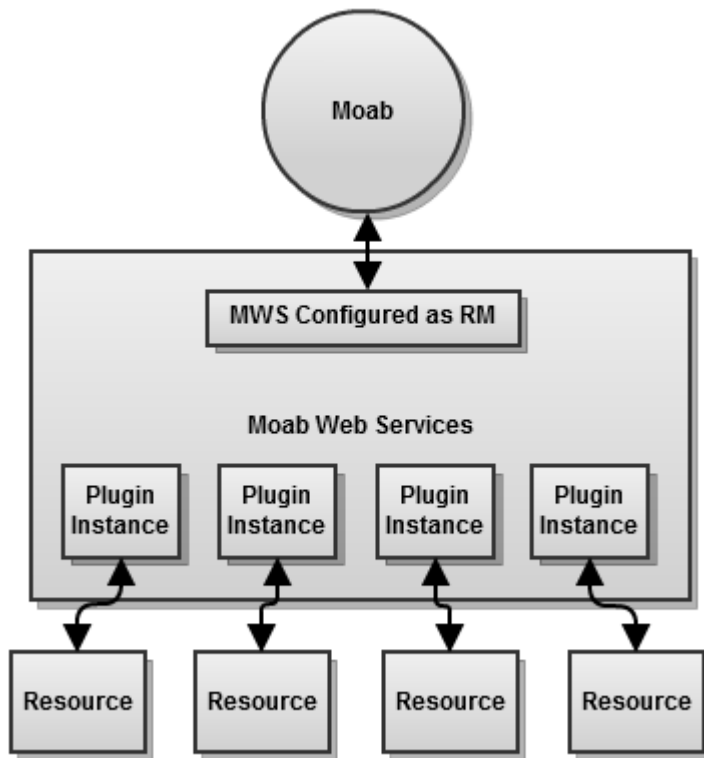 Moab
MWS Configured as RM
Moab Web Services
Plugin
Instance
Plugin
Instance
Plugin
Instance
Plugin
Instance
Resource
Resource
Resource
Resource